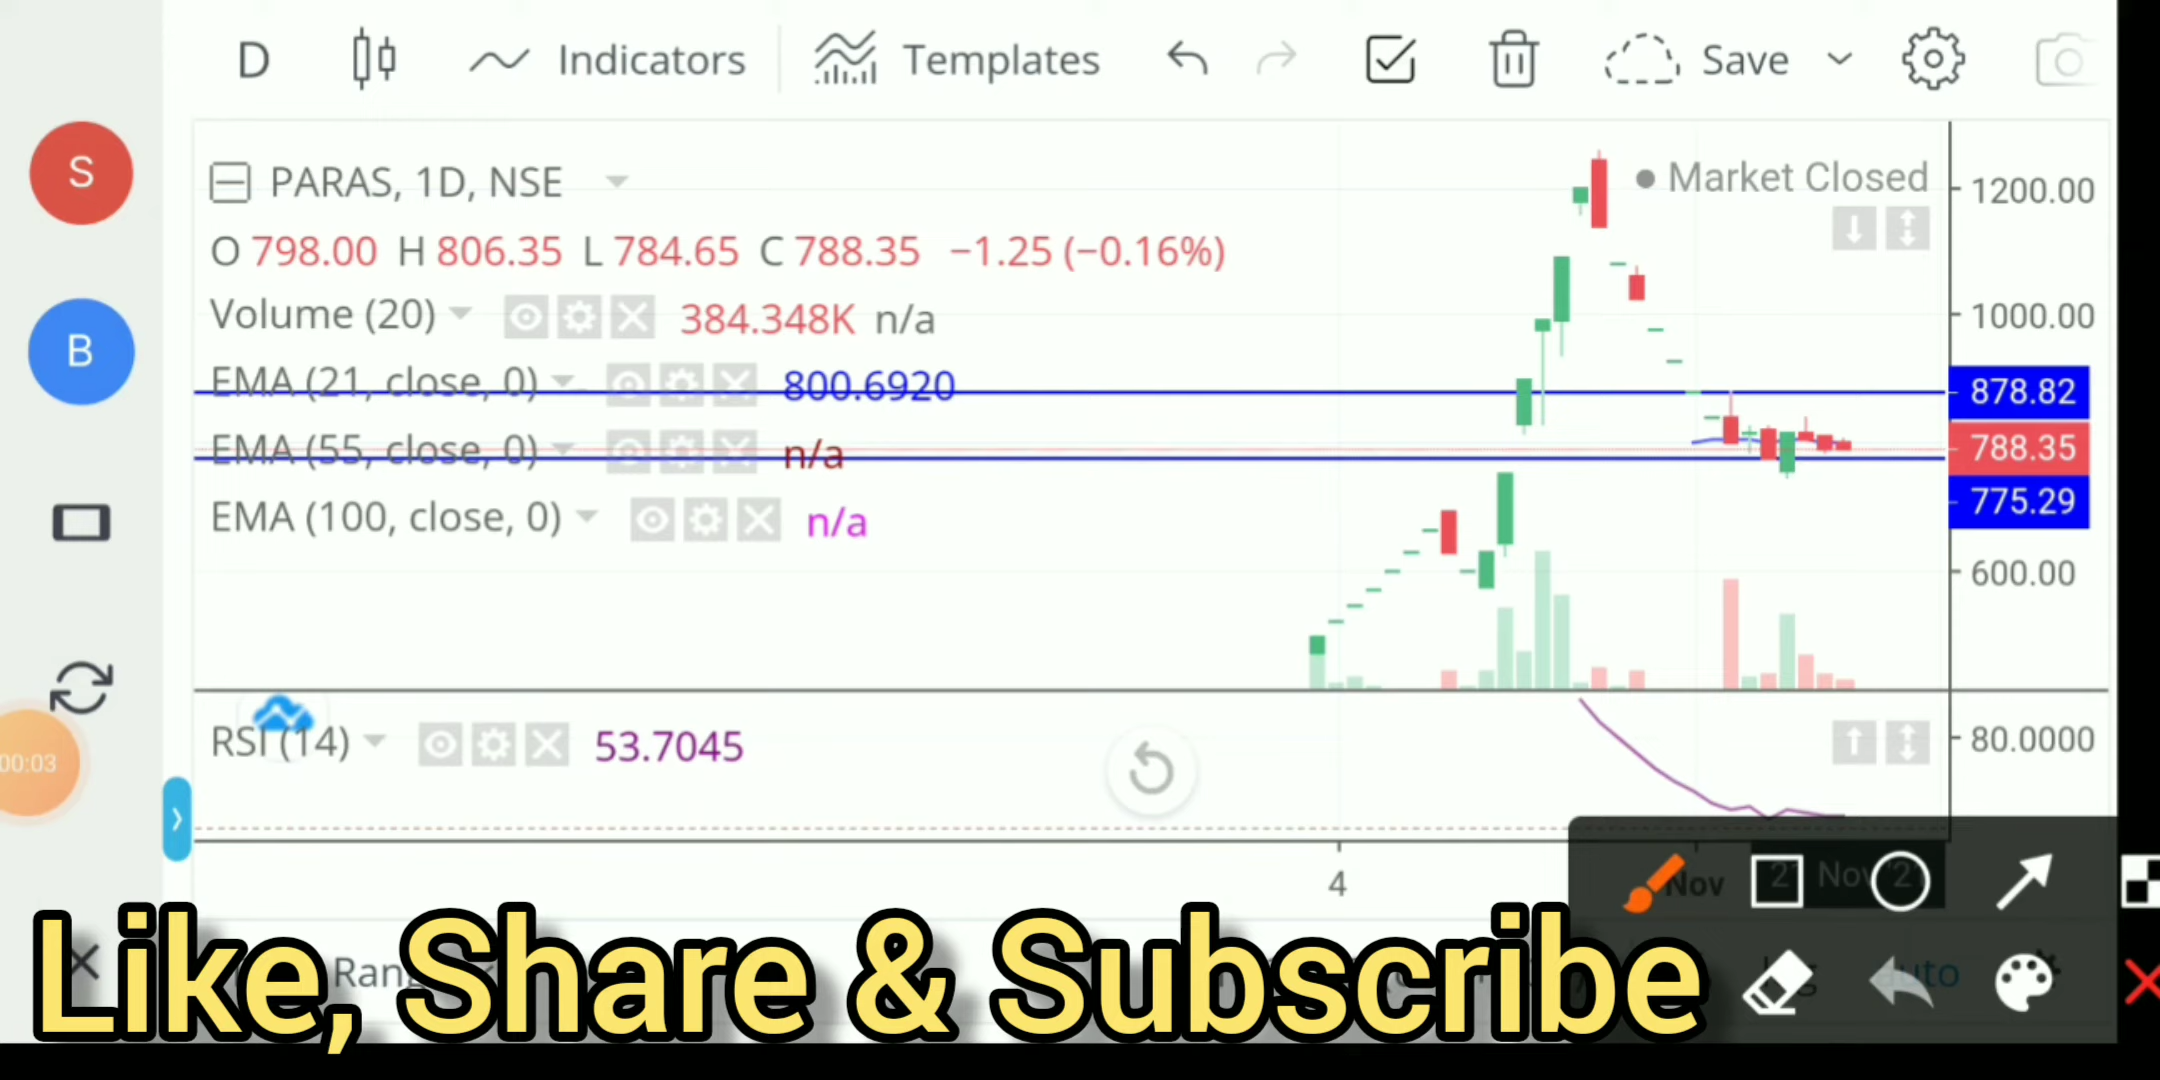 D Indicators Templates Save
S
B
PARAS, 1D, NSE
Market Closed
O 798.00 H 806.35 L 784.65 C 788.35 −1.25 (−0.16%)
Volume (20) 384.348K n/a
EMA (21, close, 0) 800.6920
EMA (55, close, 0) n/a
EMA (100, close, 0) n/a
1200.00
1000.00
878.82
788.35
775.29
600.00
RSI (14) 53.7045
80.0000
00:03
4 Nov
Like, Share & Subscribe